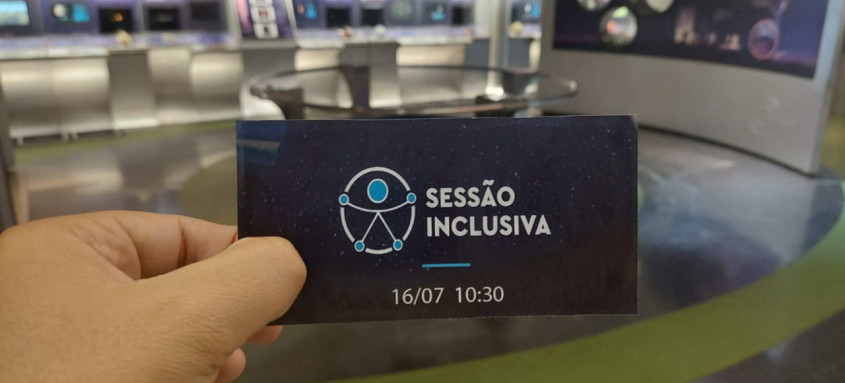 SESSÃO
INCLUSIVA
16/07 10:30